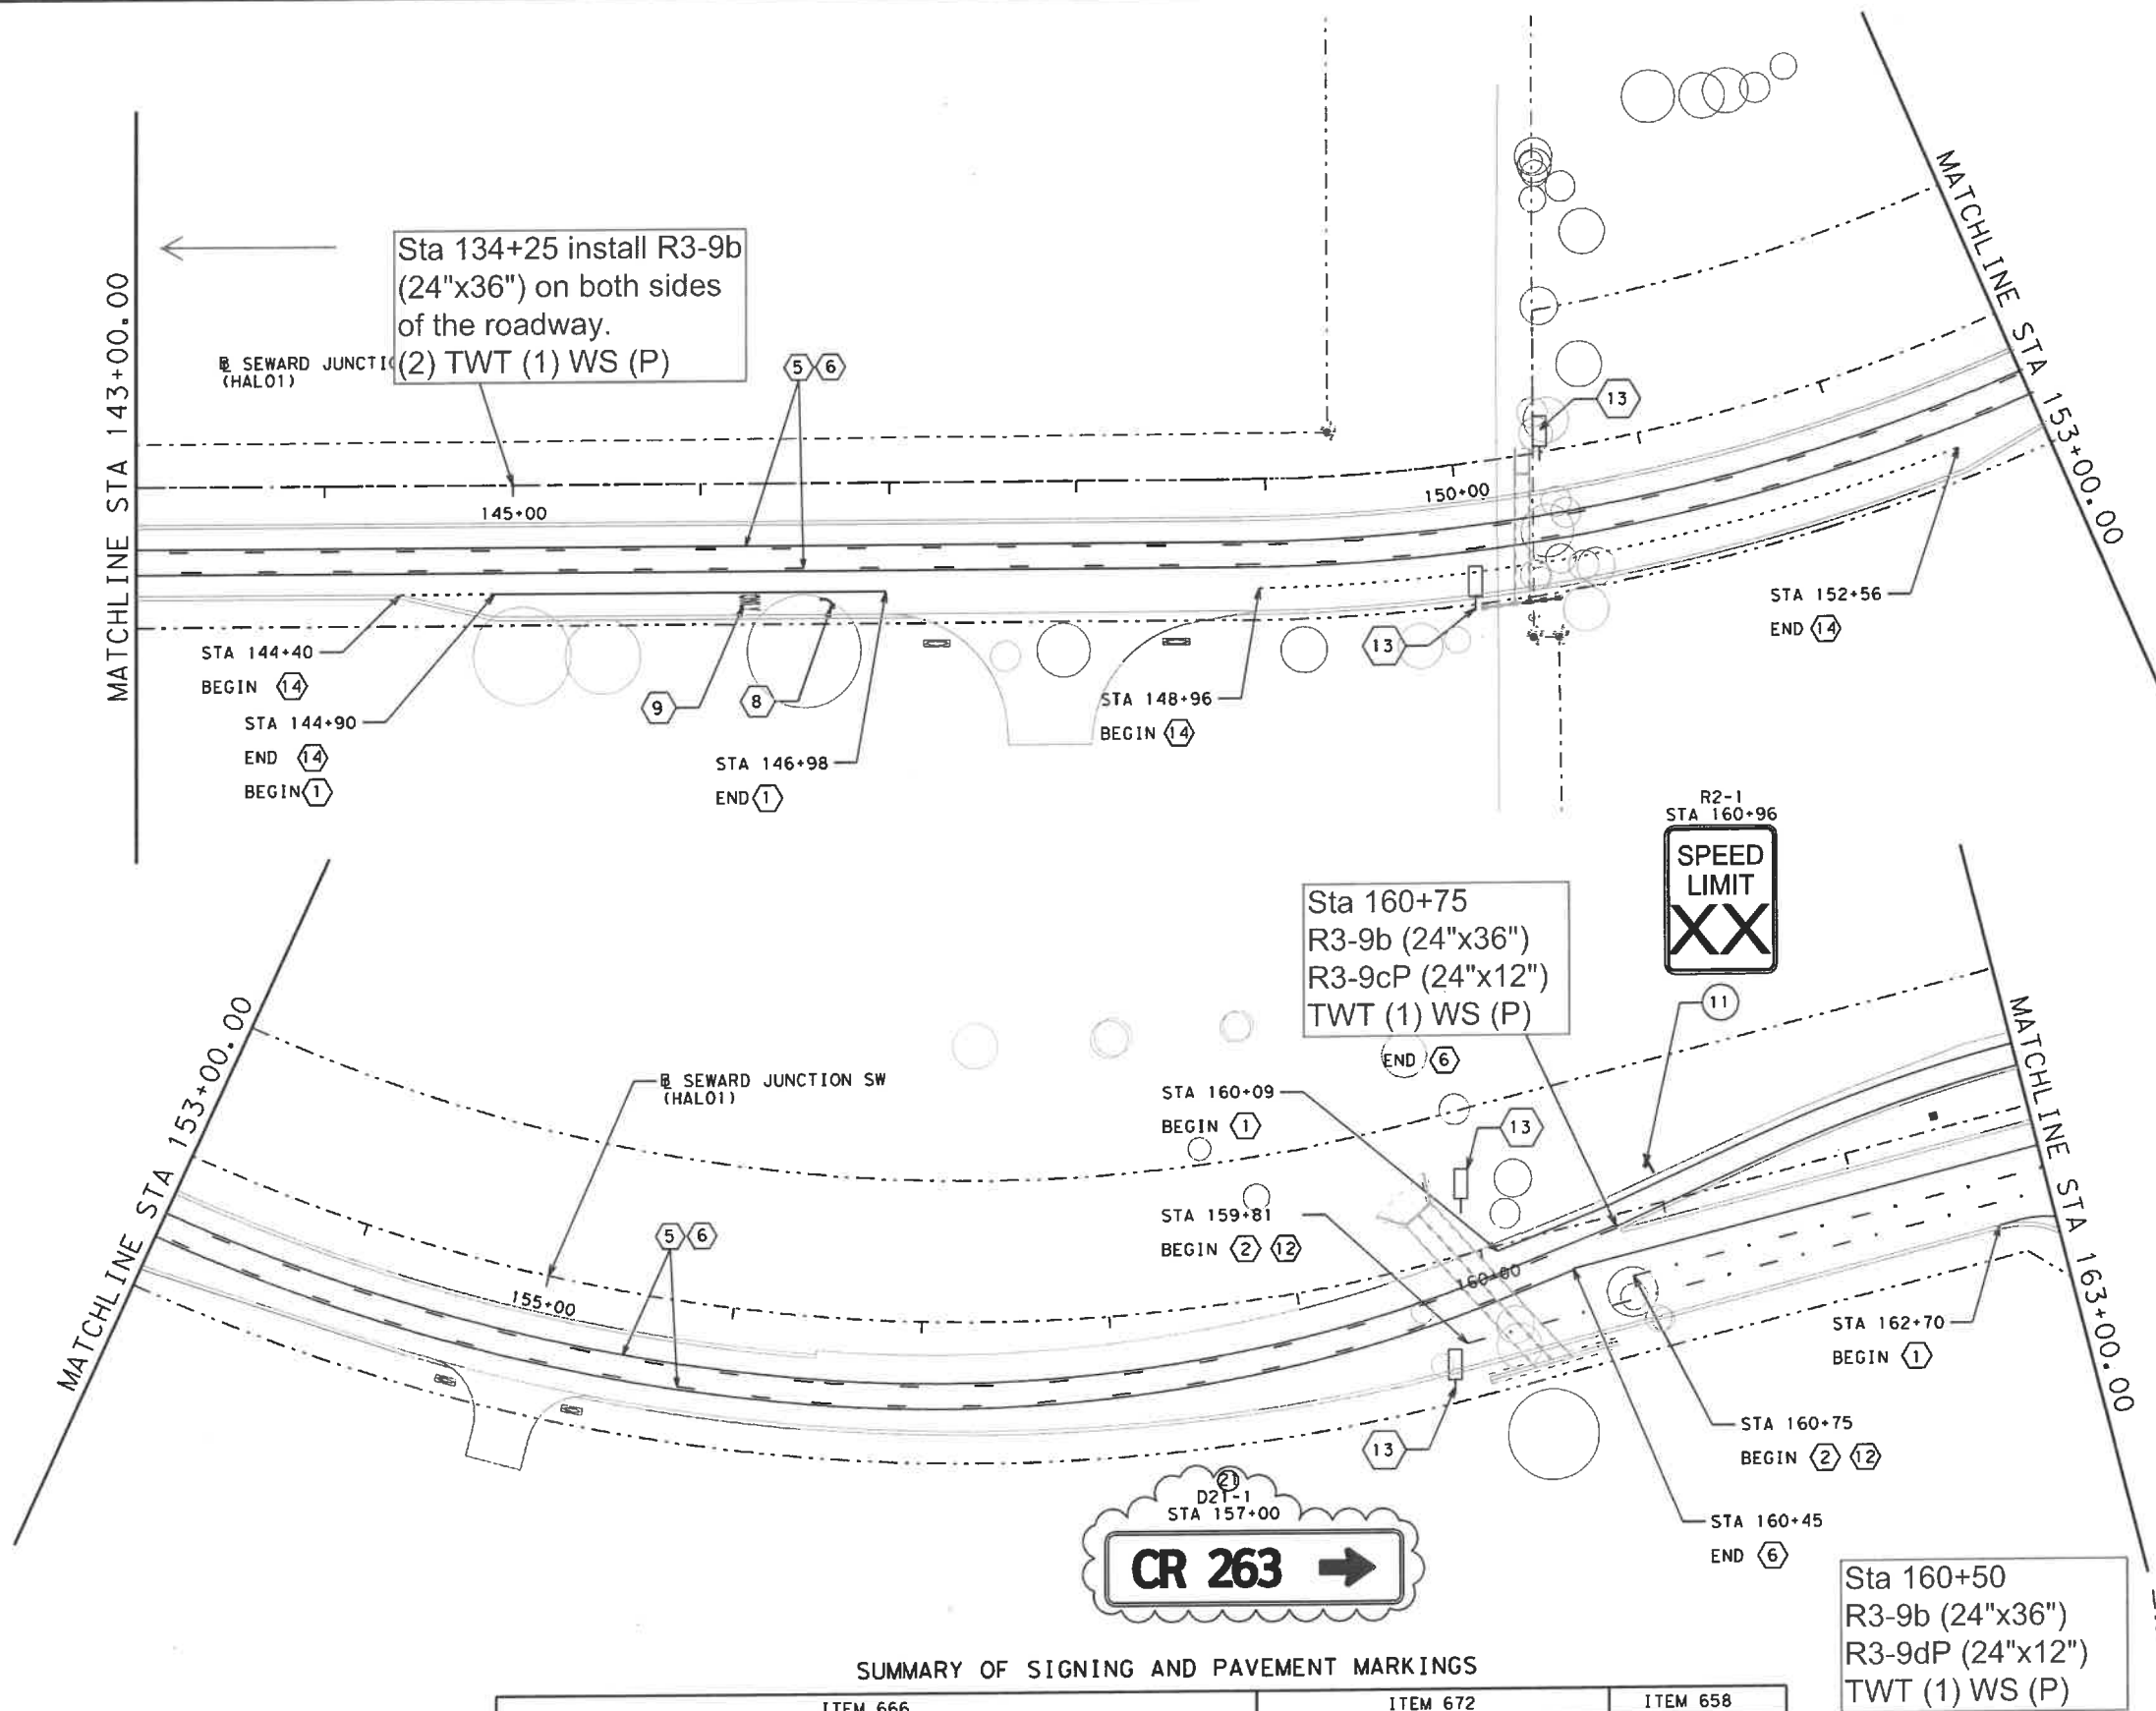 MATCHLINE STA 143+00.00
Sta 134+25 install R3-9b
(24"x36") on both sides
of the roadway.
(2) TWT (1) WS (P)
℄ SEWARD JUNCTI
(HAL01)
5 6
13
MATCHLINE STA 153+00.00
145+00
150+00
STA 144+40
BEGIN 14
STA 144+90
END 14
BEGIN 1
9
8
STA 146+98
END 1
STA 148+96
BEGIN 14
13
STA 152+56
END 14
R2-1
STA 160+96
SPEED
LIMIT
XX
11
Sta 160+75
R3-9b (24"x36")
R3-9cP (24"x12")
TWT (1) WS (P)
END 6
MATCHLINE STA 153+00.00
℄ SEWARD JUNCTION SW
(HAL01)
STA 160+09
BEGIN 1
13
STA 159+81
BEGIN 2 12
5 6
155+00
160+00
MATCHLINE STA 163+00.00
STA 162+70
BEGIN 1
13
STA 160+75
BEGIN 2 12
STA 160+45
END 6
21
D21-1
STA 157+00
CR 263
Sta 160+50
R3-9b (24"x36")
R3-9dP (24"x12")
TWT (1) WS (P)
SUMMARY OF SIGNING AND PAVEMENT MARKINGS
ITEM 666
ITEM 672
ITEM 658